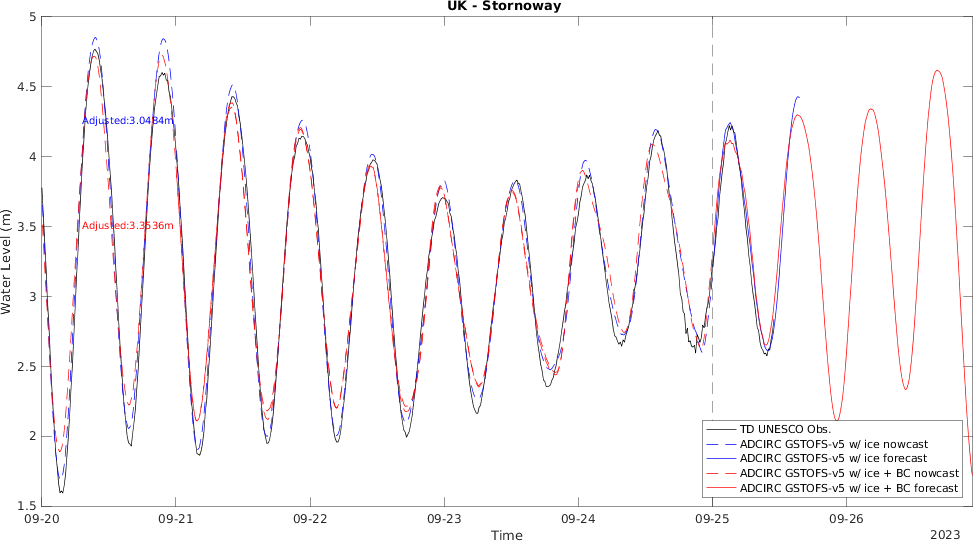 UK - Stornoway
5
4.5
4
3.5
3
2.5
2
1.5
Water Level (m)
Adjusted:3.0484m
Adjusted:3.3536m
TD UNESCO Obs.
ADCIRC GSTOFS-v5 w/ ice nowcast
ADCIRC GSTOFS-v5 w/ ice forecast
ADCIRC GSTOFS-v5 w/ ice + BC nowcast
ADCIRC GSTOFS-v5 w/ ice + BC forecast
09-20 09-21 09-22 09-23 09-24 09-25 09-26
Time
2023